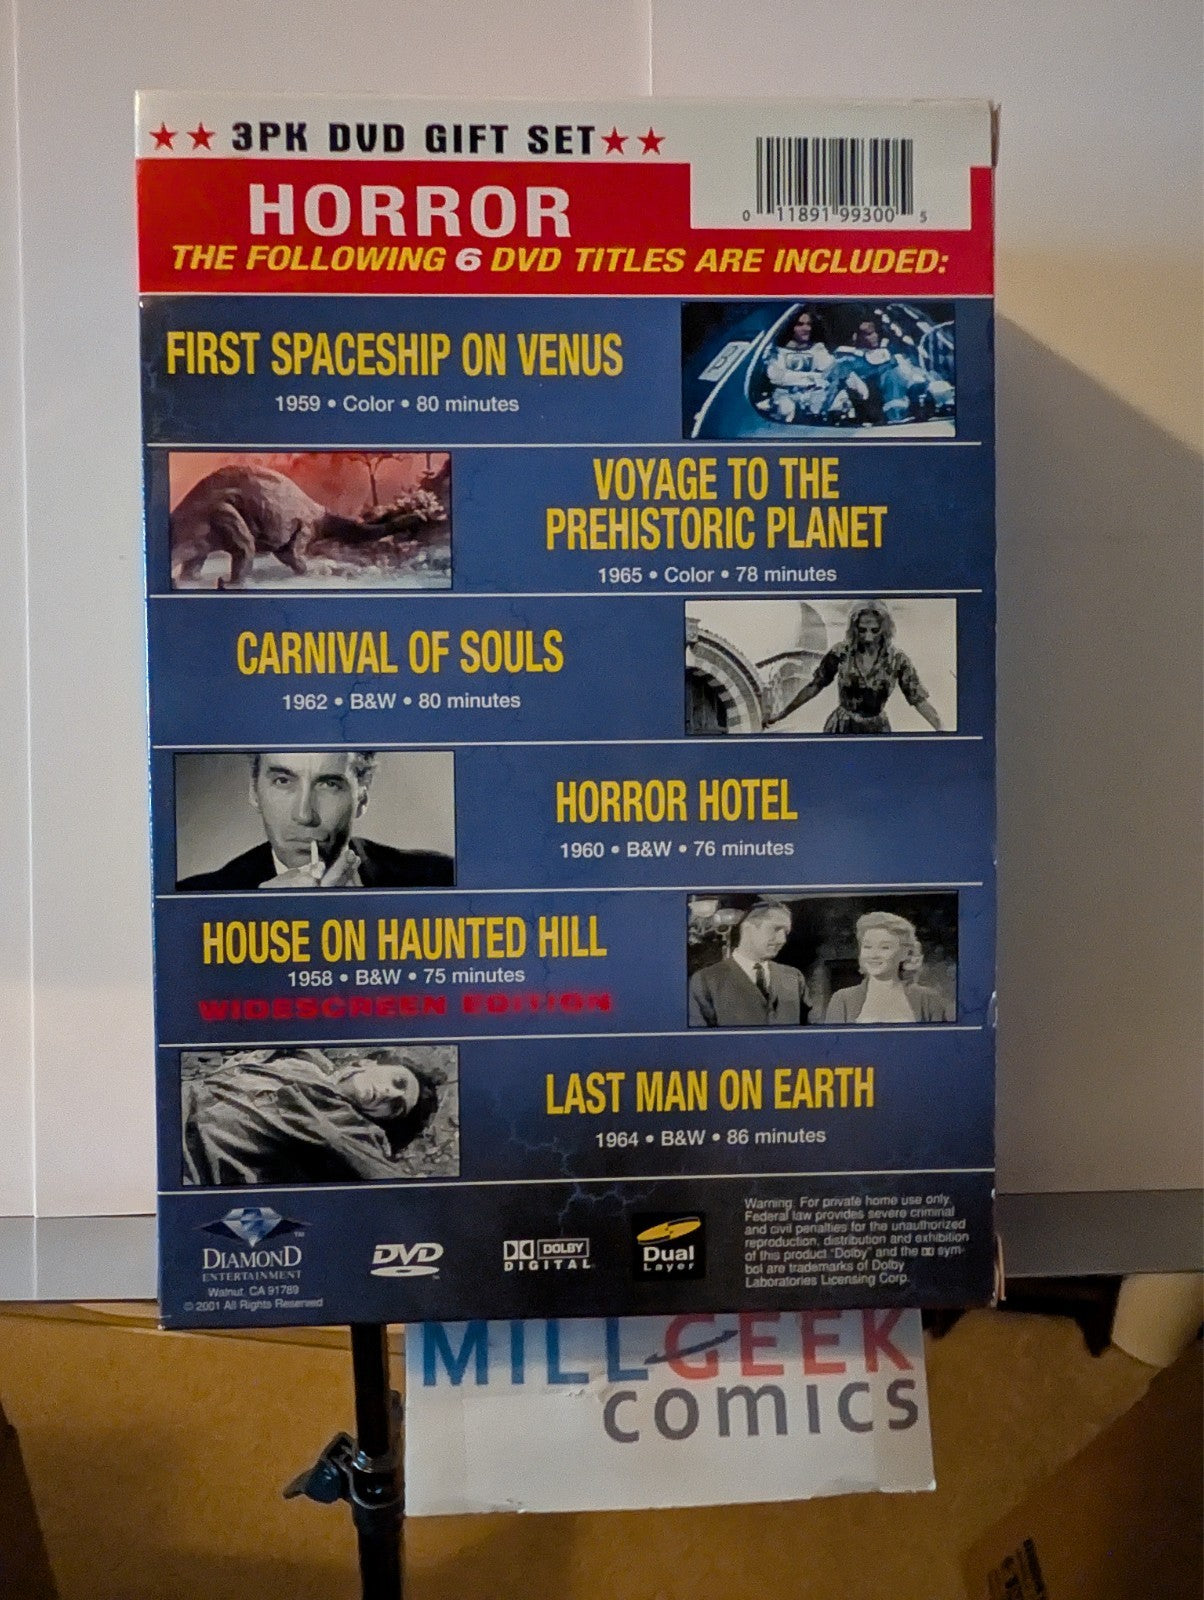 ★★ 3PK DVD GIFT SET ★★
0 11891 99300 5
HORROR
THE FOLLOWING 6 DVD TITLES ARE INCLUDED:
FIRST SPACESHIP ON VENUS
1959 • Color • 80 minutes
VOYAGE TO THE
PREHISTORIC PLANET
1965 • Color • 78 minutes
CARNIVAL OF SOULS
1962 • B&W • 80 minutes
HORROR HOTEL
1960 • B&W • 76 minutes
HOUSE ON HAUNTED HILL
1958 • B&W • 75 minutes
WIDESCREEN EDITION
LAST MAN ON EARTH
1964 • B&W • 86 minutes
DIAMOND™
ENTERTAINMENT
Walnut, CA 91789
© 2001 All Rights Reserved
DVD
DOLBY
DIGITAL
Dual
Layer
Warning: For private home use only.
Federal law provides severe criminal
and civil penalties for the unauthorized
reproduction, distribution and exhibition
of this product "Dolby" and the DD sym-
bol are trademarks of Dolby
Laboratories Licensing Corp.
MILLGEEK
comics